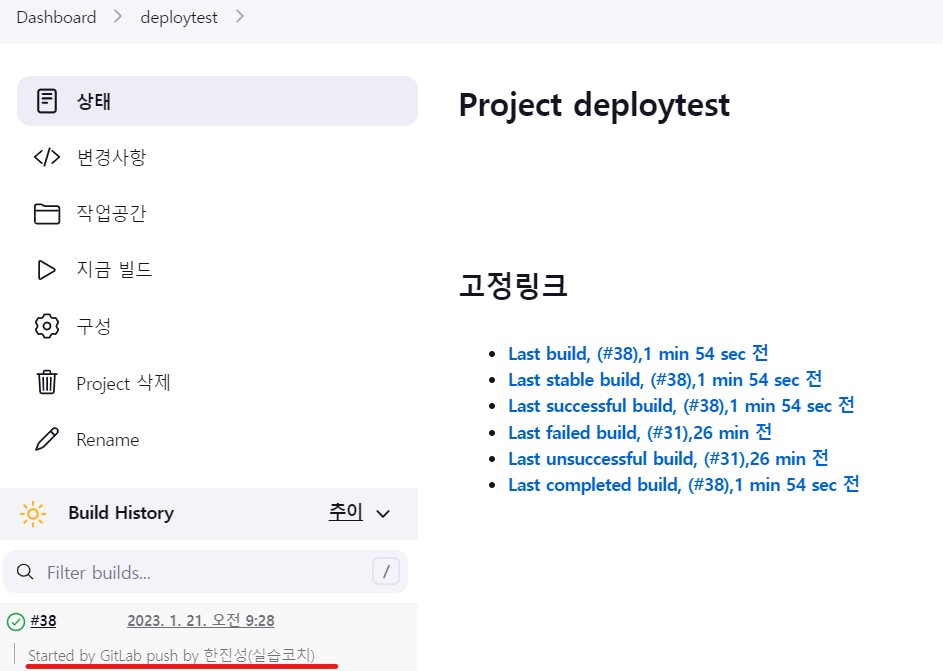 Dashboard > deploytest >
상태
변경사항
작업공간
지금 빌드
구성
Project 삭제
Rename
Build History 추이
Filter builds... /
#38 2023. 1. 21. 오전 9:28
Started by GitLab push by 한진성(실습코치)
Project deploytest
고정링크
• Last build, (#38),1 min 54 sec 전
• Last stable build, (#38),1 min 54 sec 전
• Last successful build, (#38),1 min 54 sec 전
• Last failed build, (#31),26 min 전
• Last unsuccessful build, (#31),26 min 전
• Last completed build, (#38),1 min 54 sec 전